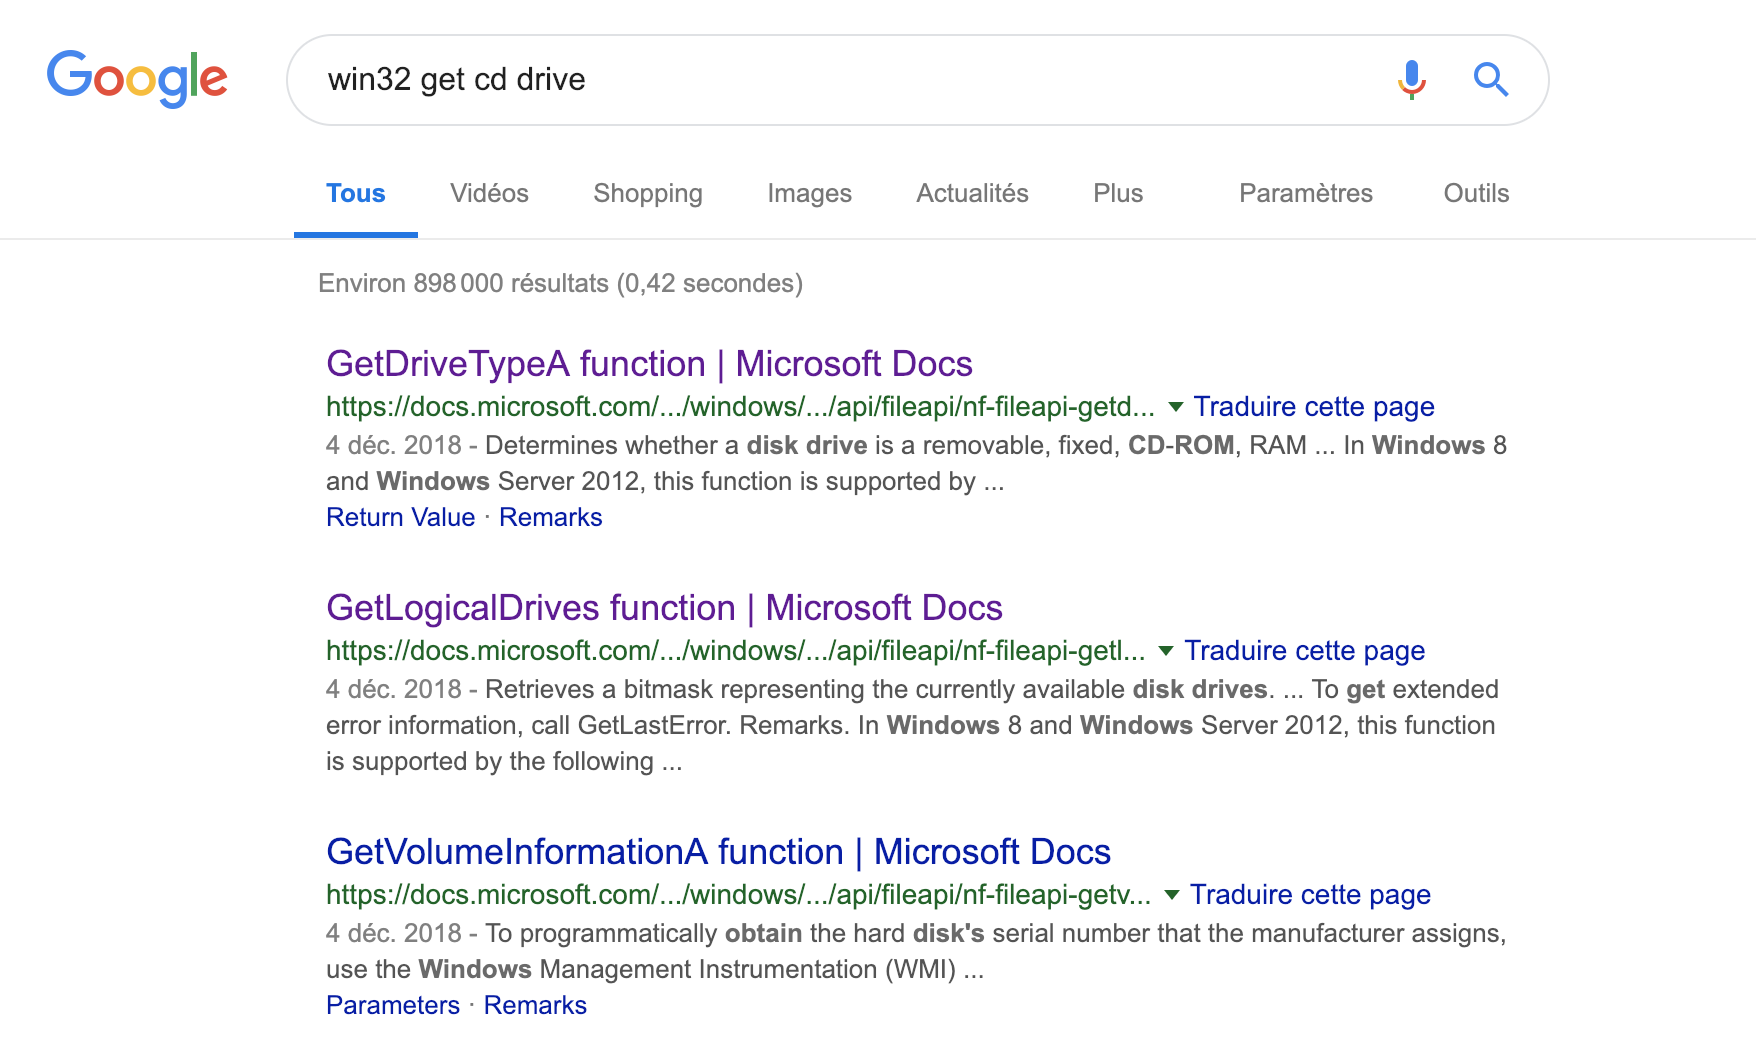 Google
win32 get cd drive
Tous Vidéos Shopping Images Actualités Plus Paramètres Outils
Environ 898 000 résultats (0,42 secondes)
GetDriveTypeA function | Microsoft Docs
https://docs.microsoft.com/.../windows/.../api/fileapi/nf-fileapi-getd... Traduire cette page
4 déc. 2018 - Determines whether a disk drive is a removable, fixed, CD-ROM, RAM ... In Windows 8
and Windows Server 2012, this function is supported by ...
Return Value · Remarks
GetLogicalDrives function | Microsoft Docs
https://docs.microsoft.com/.../windows/.../api/fileapi/nf-fileapi-getl... Traduire cette page
4 déc. 2018 - Retrieves a bitmask representing the currently available disk drives. ... To get extended
error information, call GetLastError. Remarks. In Windows 8 and Windows Server 2012, this function
is supported by the following ...
GetVolumeInformationA function | Microsoft Docs
https://docs.microsoft.com/.../windows/.../api/fileapi/nf-fileapi-getv... Traduire cette page
4 déc. 2018 - To programmatically obtain the hard disk's serial number that the manufacturer assigns,
use the Windows Management Instrumentation (WMI) ...
Parameters · Remarks